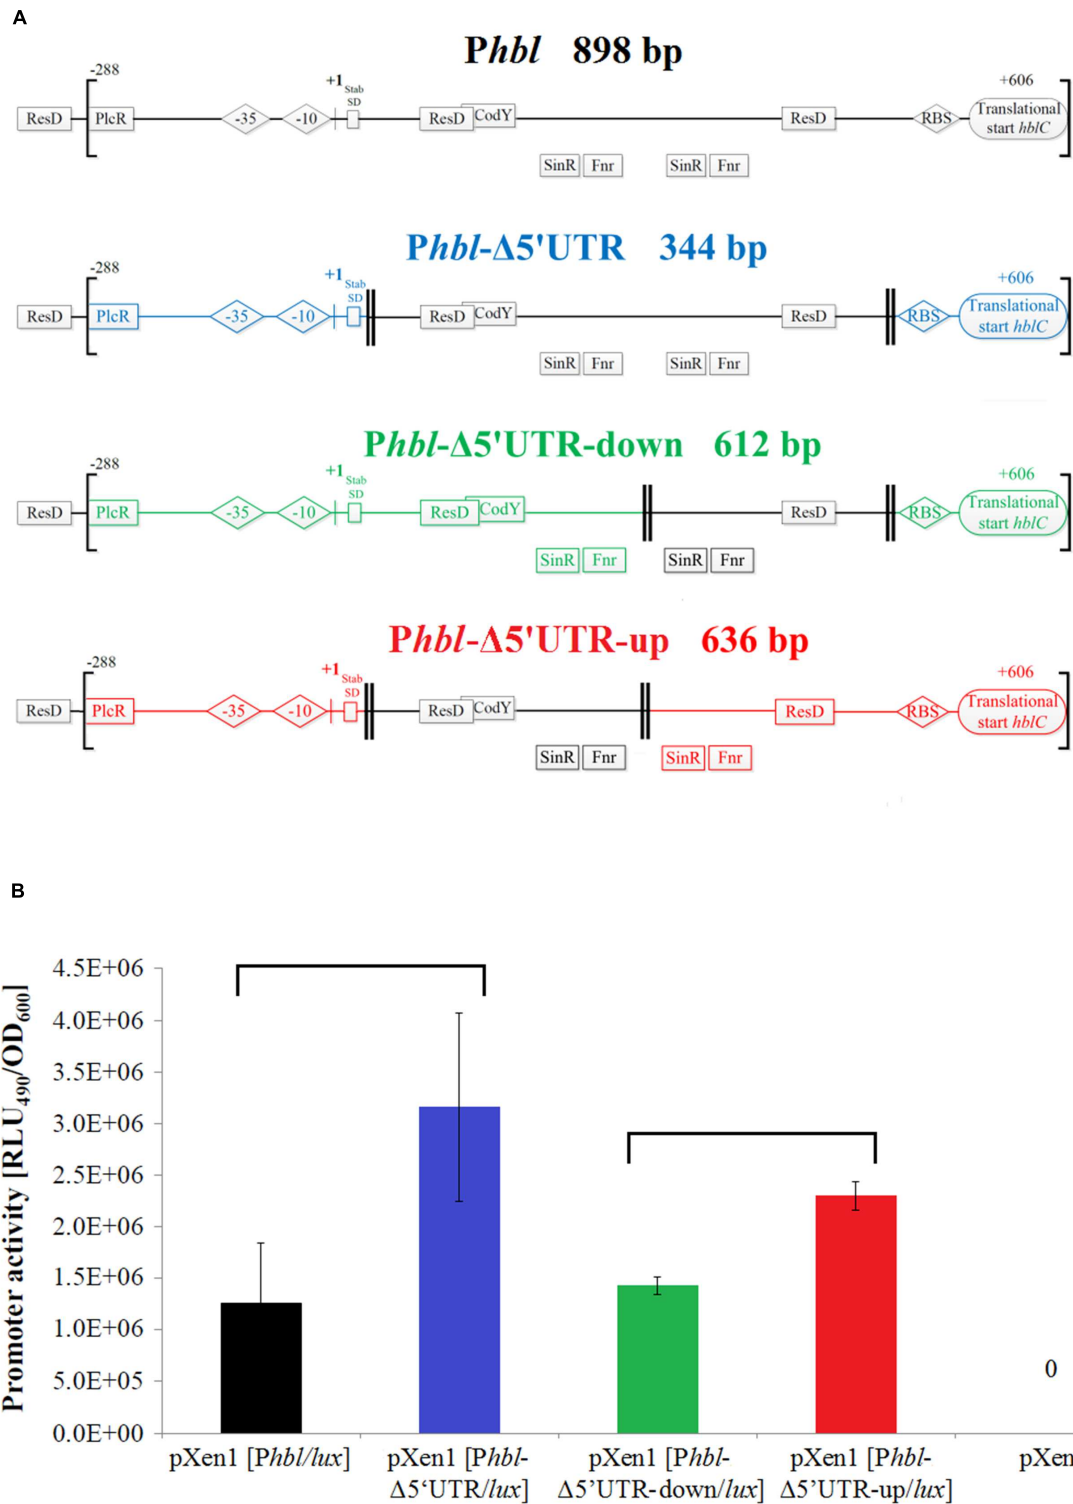 A
Phbl 898 bp
-288
+1 Stab SD
+606
ResD PlcR -35 -10 ResD CodY ResD RBS Translational start hblC
SinR Fnr SinR Fnr
Phbl-Δ5'UTR 344 bp
-288
+1 Stab SD
+606
ResD PlcR -35 -10 ResD CodY ResD RBS Translational start hblC
SinR Fnr SinR Fnr
Phbl-Δ5'UTR-down 612 bp
-288
+1 Stab SD
+606
ResD PlcR -35 -10 ResD CodY ResD RBS Translational start hblC
SinR Fnr SinR Fnr
Phbl-Δ5'UTR-up 636 bp
-288
+1 Stab SD
+606
ResD PlcR -35 -10 ResD CodY ResD RBS Translational start hblC
SinR Fnr SinR Fnr
B
Promoter activity [RLU490/OD600]
4.5E+06
4.0E+06
3.5E+06
3.0E+06
2.5E+06
2.0E+06
1.5E+06
1.0E+06
5.0E+05
0.0E+00
0
pXen1 [Phbl/lux]
pXen1 [Phbl-
Δ5‘UTR/lux]
pXen1 [Phbl-
Δ5’UTR-down/lux]
pXen1 [Phbl-
Δ5’UTR-up/lux]
pXen